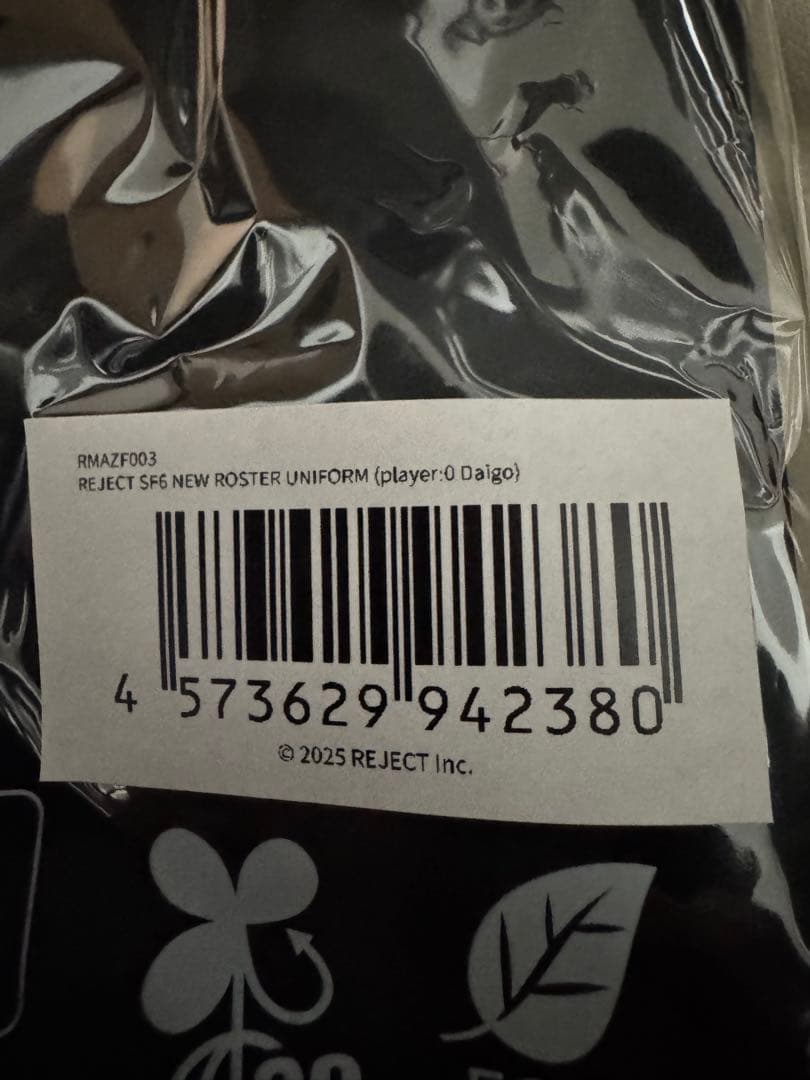 RMAZF003
REJECT SF6 NEW ROSTER UNIFORM (player:0 Daigo)
4 573629 942380
© 2025 REJECT Inc.